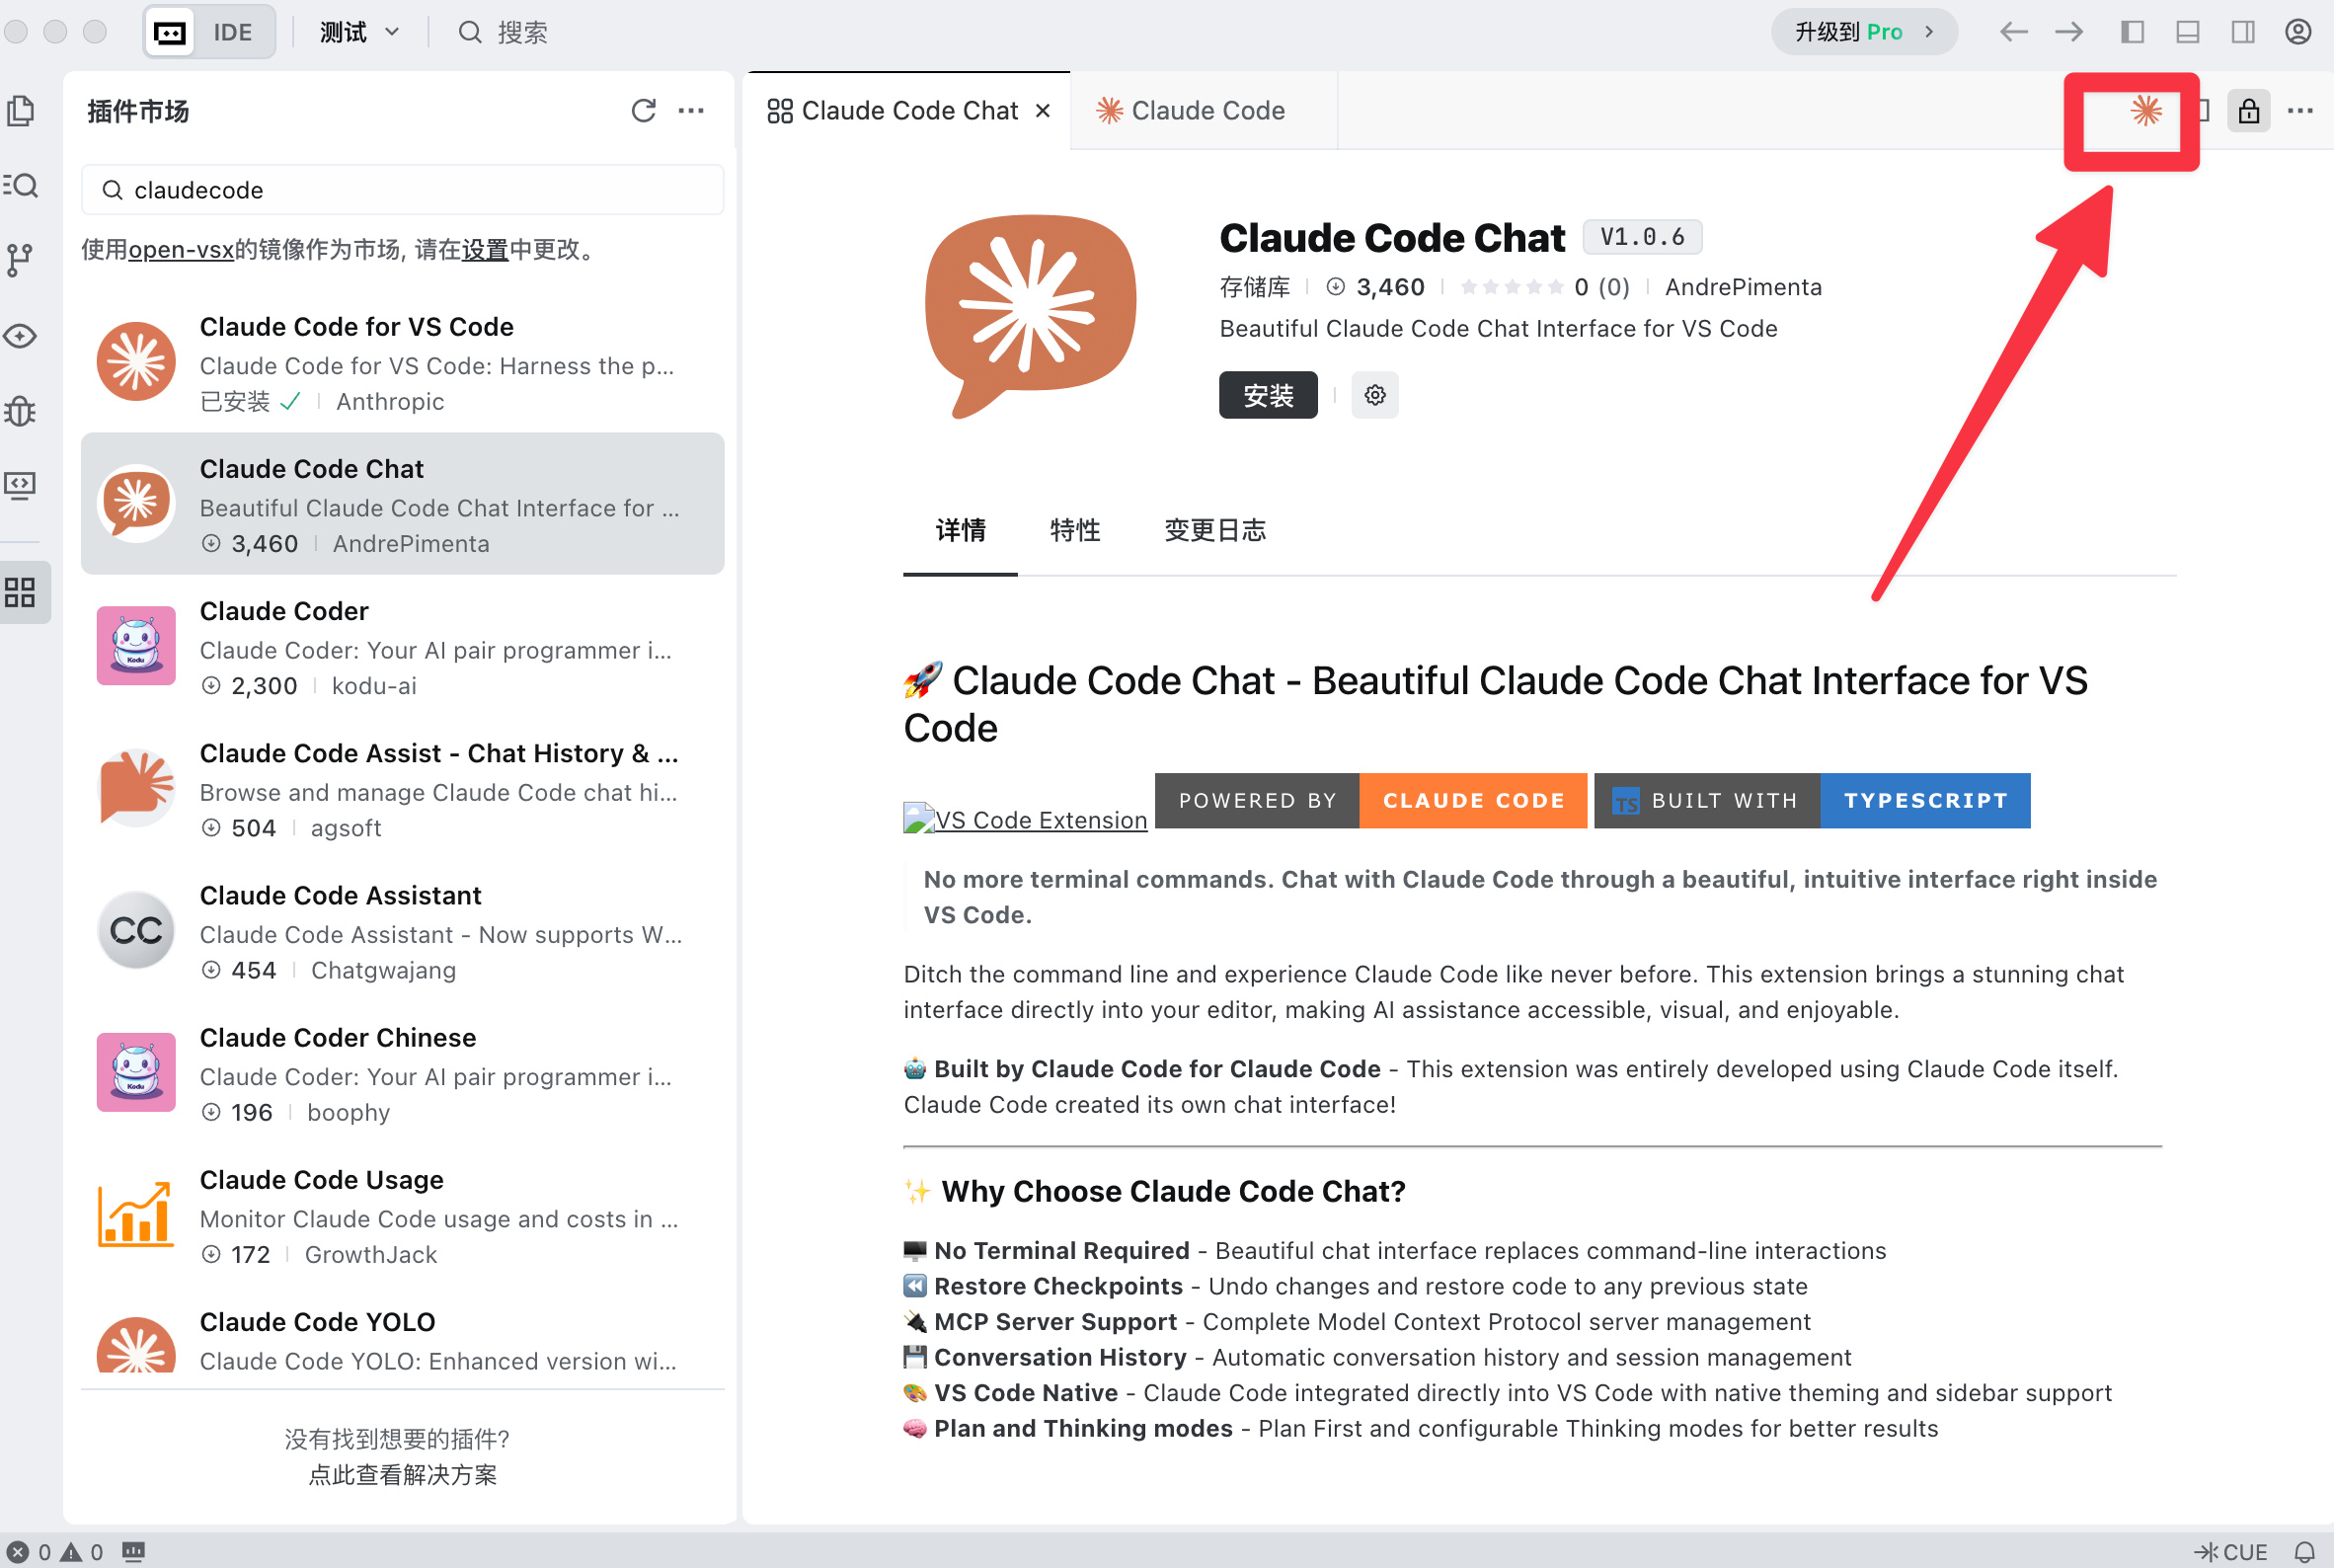 IDE
测试
搜索
升级到 Pro
插件市场
claudecode
使用open-vsx的镜像作为市场, 请在设置中更改。
Claude Code for VS Code
Claude Code for VS Code: Harness the p...
已安装
Anthropic
Claude Code Chat
Beautiful Claude Code Chat Interface for ...
3,460
AndrePimenta
Claude Coder
Claude Coder: Your AI pair programmer i...
2,300
kodu-ai
Claude Code Assist - Chat History & ...
Browse and manage Claude Code chat hi...
504
agsoft
CC
Claude Code Assistant
Claude Code Assistant - Now supports W...
454
Chatgwajang
Kodu
Claude Coder Chinese
Claude Coder: Your AI pair programmer i...
196
boophy
Claude Code Usage
Monitor Claude Code usage and costs in ...
172
GrowthJack
Claude Code YOLO
Claude Code YOLO: Enhanced version wi...
没有找到想要的插件?
点此查看解决方案
Claude Code Chat
Claude Code
Claude Code Chat V1.0.6
存储库 3,460 0 (0) AndrePimenta
Beautiful Claude Code Chat Interface for VS Code
安装
详情 特性 变更日志
🚀 Claude Code Chat - Beautiful Claude Code Chat Interface for VS
Code
VS Code Extension POWERED BY CLAUDE CODE TS BUILT WITH TYPESCRIPT
No more terminal commands. Chat with Claude Code through a beautiful, intuitive interface right inside
VS Code.
Ditch the command line and experience Claude Code like never before. This extension brings a stunning chat
interface directly into your editor, making AI assistance accessible, visual, and enjoyable.
🤖 Built by Claude Code for Claude Code - This extension was entirely developed using Claude Code itself.
Claude Code created its own chat interface!
✨ Why Choose Claude Code Chat?
🖥️ No Terminal Required - Beautiful chat interface replaces command-line interactions
⏪ Restore Checkpoints - Undo changes and restore code to any previous state
🔌 MCP Server Support - Complete Model Context Protocol server management
💾 Conversation History - Automatic conversation history and session management
🎨 VS Code Native - Claude Code integrated directly into VS Code with native theming and sidebar support
🧠 Plan and Thinking modes - Plan First and configurable Thinking modes for better results
0 0
CUE